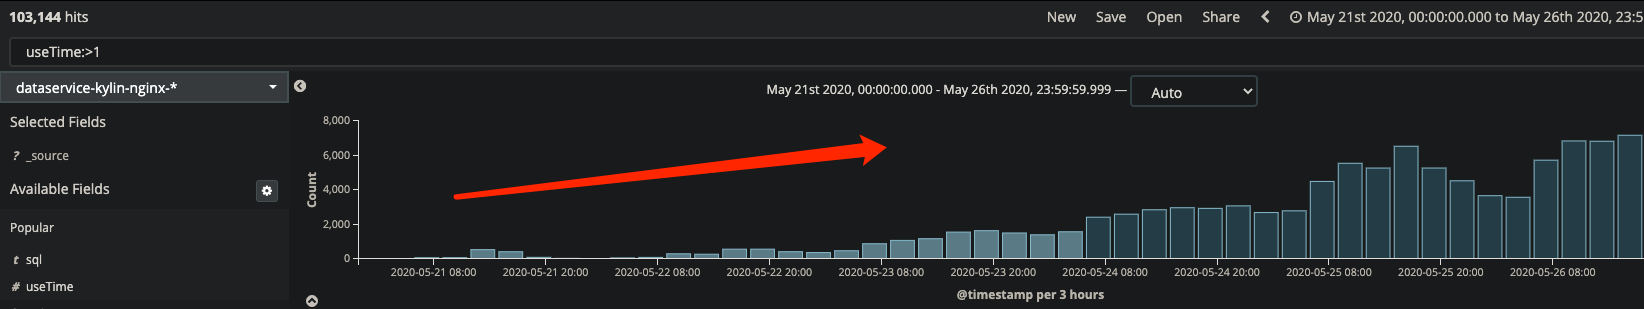 103,144 hits
New Save Open Share May 21st 2020, 00:00:00.000 to May 26th 2020, 23:5
useTime:>1
dataservice-kylin-nginx-*
May 21st 2020, 00:00:00.000 - May 26th 2020, 23:59:59.999 — Auto
Selected Fields
? _source
Available Fields
Popular
t sql
# useTime
Count
8,000
6,000
4,000
2,000
0
2020-05-21 08:00 2020-05-21 20:00 2020-05-22 08:00 2020-05-22 20:00 2020-05-23 08:00 2020-05-23 20:00 2020-05-24 08:00 2020-05-24 20:00 2020-05-25 08:00 2020-05-25 20:00 2020-05-26 08:00
@timestamp per 3 hours